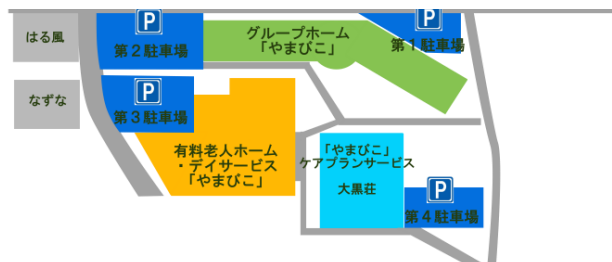 はる風
なずな
P
第２駐車場
グループホーム
「やまびこ」
P
第１駐車場
P
第３駐車場
有料老人ホーム
・デイサービス
「やまびこ」
「やまびこ」
ケアプランサービス
大黒荘
P
第４駐車場